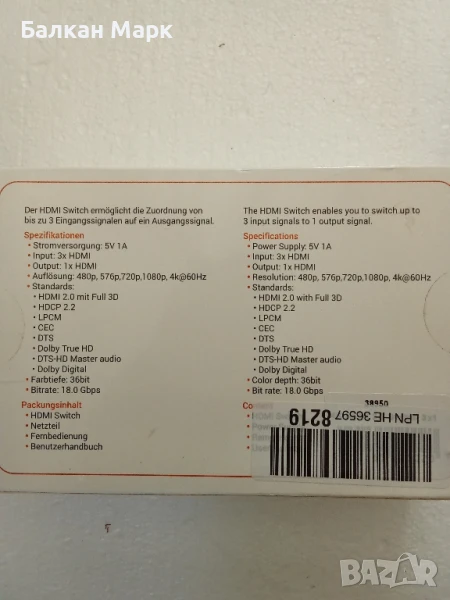 Балкан Марк
Der HDMI Switch ermöglicht die Zuordnung von
bis zu 3 Eingangssignalen auf ein Ausgangssignal.
Spezifikationen
• Stromversorgung: 5V 1A
• Input: 3x HDMI
• Output: 1x HDMI
• Auflösung: 480p, 576p,720p,1080p, 4k@60Hz
• Standards:
• HDMI 2.0 mit Full 3D
• HDCP 2.2
• LPCM
• CEC
• DTS
• Dolby True HD
• DTS-HD Master audio
• Dolby Digital
• Farbtiefe: 36bit
• Bitrate: 18.0 Gbps
Packungsinhalt
• HDMI Switch
• Netzteil
• Fernbedienung
• Benutzerhandbuch
The HDMI Switch enables you to switch up to
3 input signals to 1 output signal.
Specifications
• Power Supply: 5V 1A
• Input: 3x HDMI
• Output: 1x HDMI
• Resolution: 480p, 576p,720p,1080p, 4k@60Hz
• Standards:
• HDMI 2.0 with Full 3D
• HDCP 2.2
• LPCM
• CEC
• DTS
• Dolby True HD
• DTS-HD Master audio
• Dolby Digital
• Color depth: 36bit
• Bit rate: 18.0 Gbps
38950
LPN HE 36597
8219
BAZAR